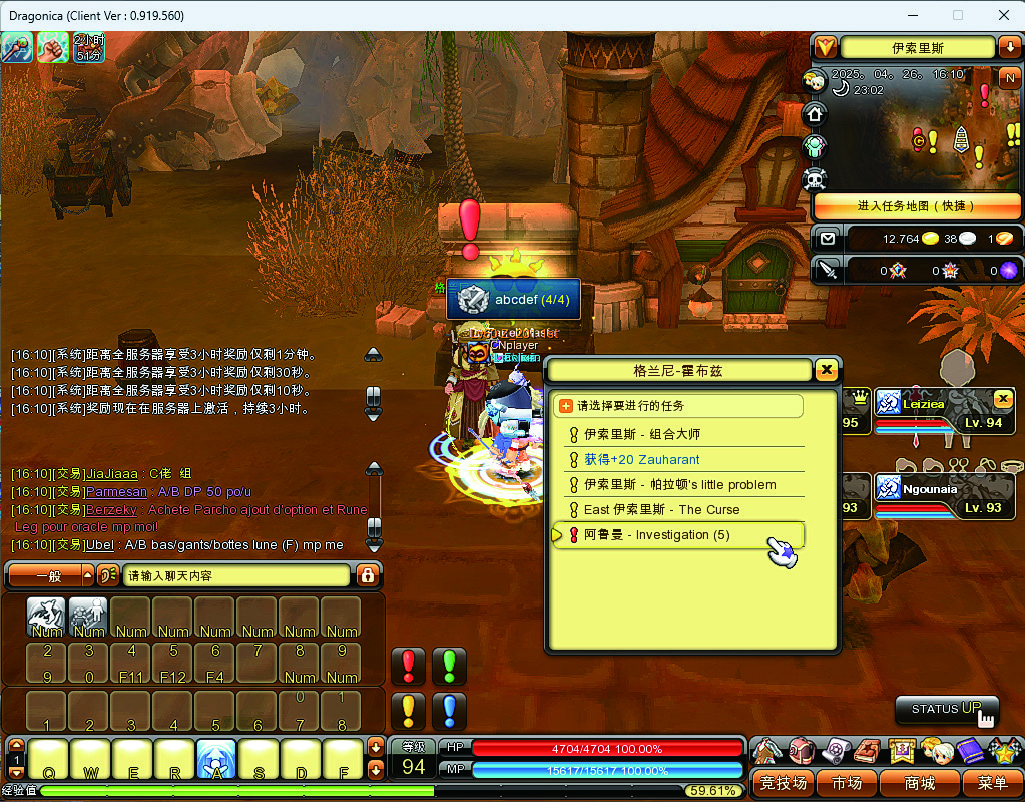 Dragonica (Client Ver : 0.919.560)
2小时
51分
伊索里斯
2025。 04。 26。 16:10
N
23:02
进入任务地图 ( 快捷 )
12.764 38 1
0 0 0
abcdef (4/4)
CNplayer
[16:10][系统]距离全服务器享受3小时奖励 仅剩1分钟。
[16:10][系统]距离全服务器享受3小时奖励 仅剩30秒。
[16:10][系统]距离全服务器享受3小时奖励 仅剩10秒。
[16:10][系统]奖励现在在服务器上激活，持续3小时。
[16:10][交易]JiaJiaaa : C佬 组
[16:10][交易]Parmesan : A/B DP 50 po/u
[16:10][交易]Berzeky : Achete Parcho ajout d'option et Rune
Leg pour oracle mp moi!
[16:10][交易]Ubel : A/B bas/gants/bottes lune (F) mp me
一般
请输入聊天内容
格兰尼-霍布兹
请选择要进行的任务
伊索里斯 - 组合大师
获得+20 Zauharant
伊索里斯 - 帕拉顿's little problem
East 伊索里斯 - The Curse
阿鲁曼 - Investigation (5)
95
Leiziea
Lv. 94
93
Ngounaia
Lv. 93
Num Num Num Num Num Num Num Num
2 3 4 5 6 7 8 9
9 0 F11 F12 F4 Num Num
0 1
1 2 3 4 5 6 7 8
STATUS UP
1
Q W E R A S D F
等级
94
HP 4704/4704 100.00%
MP 15617/15617 100.00%
经验值
59.61%
竞技场 市场 商城 菜单